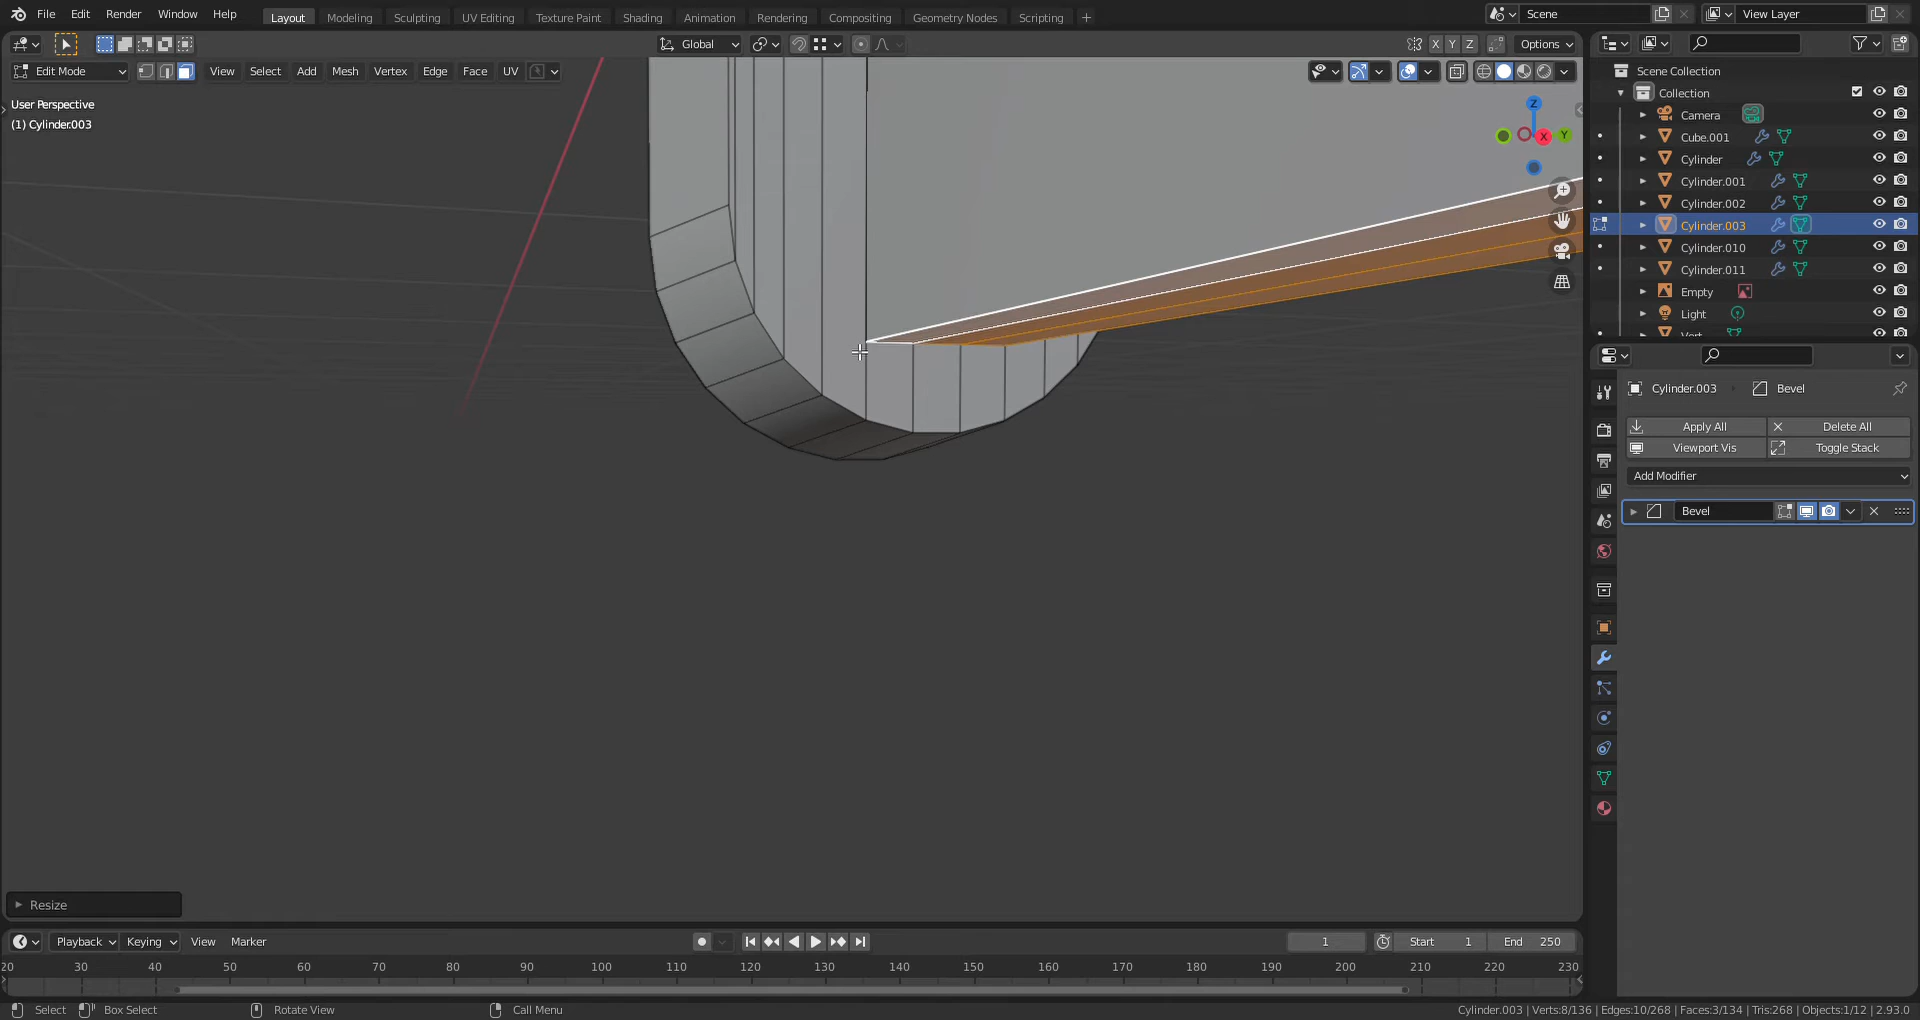 File Edit Render Window Help Layout Modeling Sculpting UV Editing Texture Paint Shading Animation Rendering Compositing Geometry Nodes Scripting + Scene View Layer
Global X Y Z Options
Edit Mode View Select Add Mesh Vertex Edge Face UV
User Perspective
(1) Cylinder.003
Z
X
Y
Scene Collection
Collection
Camera
Cube.001
Cylinder
Cylinder.001
Cylinder.002
Cylinder.003
Cylinder.010
Cylinder.011
Empty
Light
Vert
Cylinder.003 Bevel
Apply All Delete All
Viewport Vis Toggle Stack
Add Modifier
Bevel
Resize
Playback Keying View Marker 1 Start 1 End 250
20 30 40 50 60 70 80 90 100 110 120 130 140 150 160 170 180 190 200 210 220 230
Select Box Select Rotate View Call Menu Cylinder.003 | Verts:8/136 | Edges:10/268 | Faces:3/134 | Tris:268 | Objects:1/12 | 2.93.0